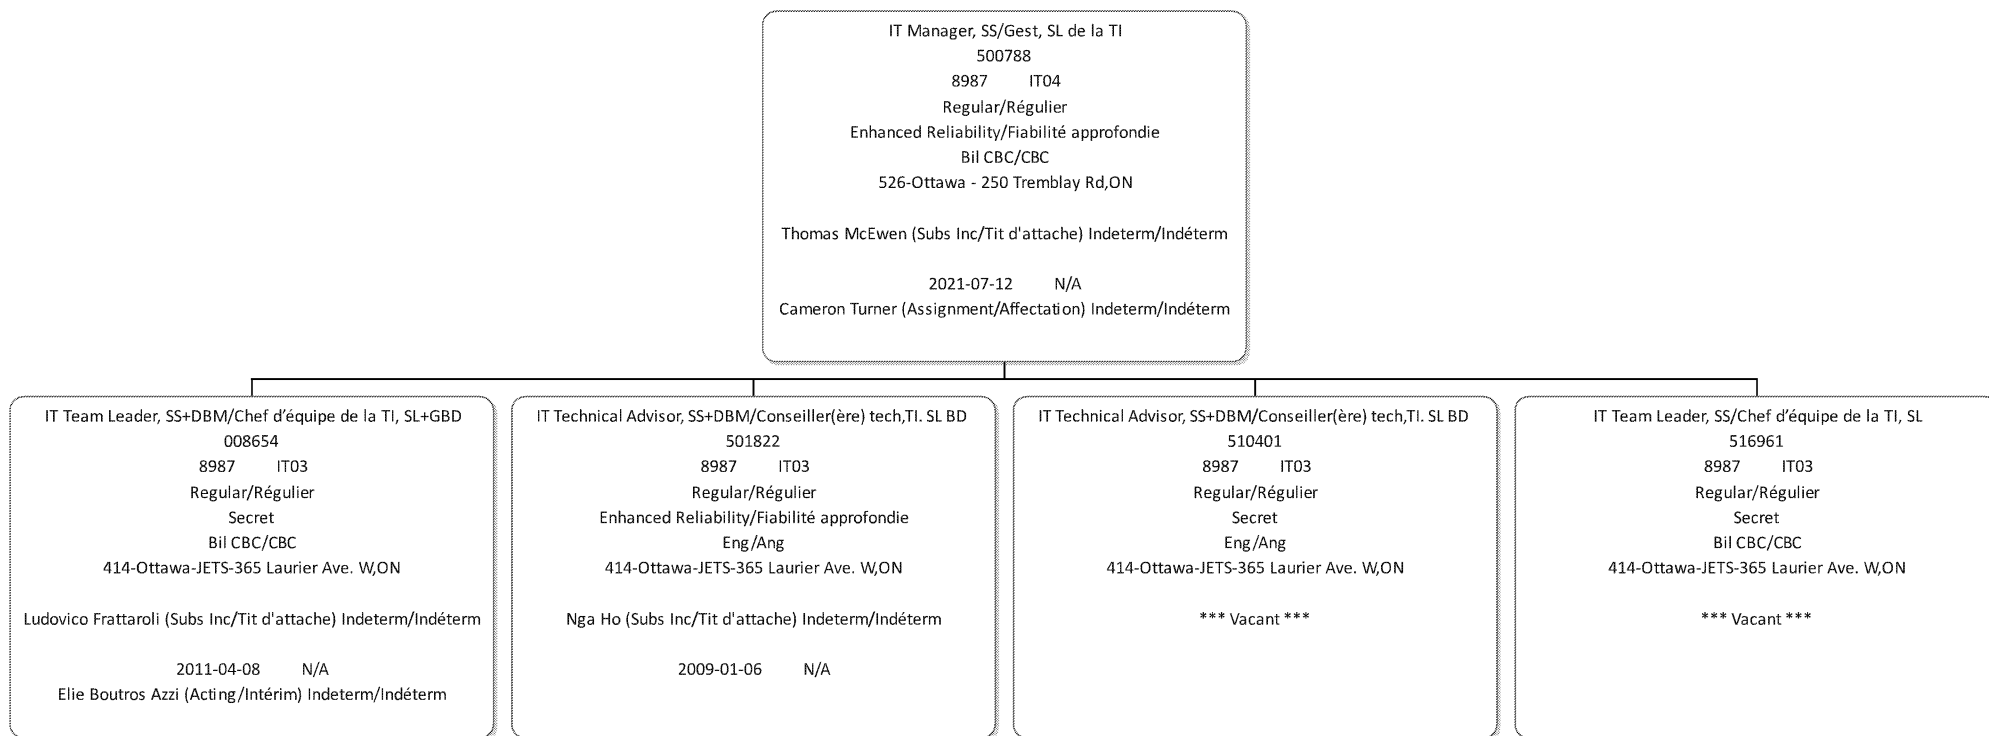 IT Manager, SS/Gest, SL de la TI
500788
8987 IT04
Regular/Régulier
Enhanced Reliability/Fiabilité approfondie
Bil CBC/CBC
526-Ottawa - 250 Tremblay Rd,ON
Thomas McEwen (Subs Inc/Tit d'attache) Indeterm/Indéterm
2021-07-12 N/A
Cameron Turner (Assignment/Affectation) Indeterm/Indéterm
IT Team Leader, SS+DBM/Chef d’équipe de la TI, SL+GBD
008654
8987 IT03
Regular/Régulier
Secret
Bil CBC/CBC
414-Ottawa-JETS-365 Laurier Ave. W,ON
Ludovico Frattaroli (Subs Inc/Tit d'attache) Indeterm/Indéterm
2011-04-08 N/A
Elie Boutros Azzi (Acting/Intérim) Indeterm/Indéterm
IT Technical Advisor, SS+DBM/Conseiller(ère) tech,TI. SL BD
501822
8987 IT03
Regular/Régulier
Enhanced Reliability/Fiabilité approfondie
Eng/Ang
414-Ottawa-JETS-365 Laurier Ave. W,ON
Nga Ho (Subs Inc/Tit d'attache) Indeterm/Indéterm
2009-01-06 N/A
IT Technical Advisor, SS+DBM/Conseiller(ère) tech,TI. SL BD
510401
8987 IT03
Regular/Régulier
Secret
Eng/Ang
414-Ottawa-JETS-365 Laurier Ave. W,ON
*** Vacant ***
IT Team Leader, SS/Chef d’équipe de la TI, SL
516961
8987 IT03
Regular/Régulier
Secret
Bil CBC/CBC
414-Ottawa-JETS-365 Laurier Ave. W,ON
*** Vacant ***